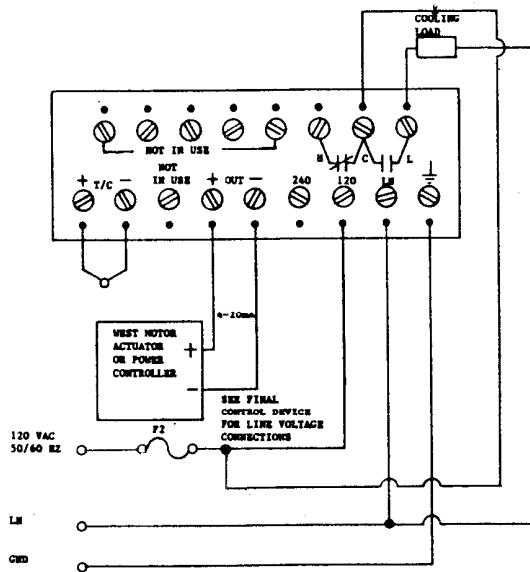 COOLING
LOAD
NOT IN USE
H C L
NOT
IN USE
+ T/C − + OUT − 240 120 LN
4-20ma
WEST MOTOR
ACTUATOR
OR POWER
CONTROLLER
+
−
SEE FINAL
CONTROL DEVICE
FOR LINE VOLTAGE
CONNECTIONS
120 VAC
50/60 HZ
F2
LN
GND